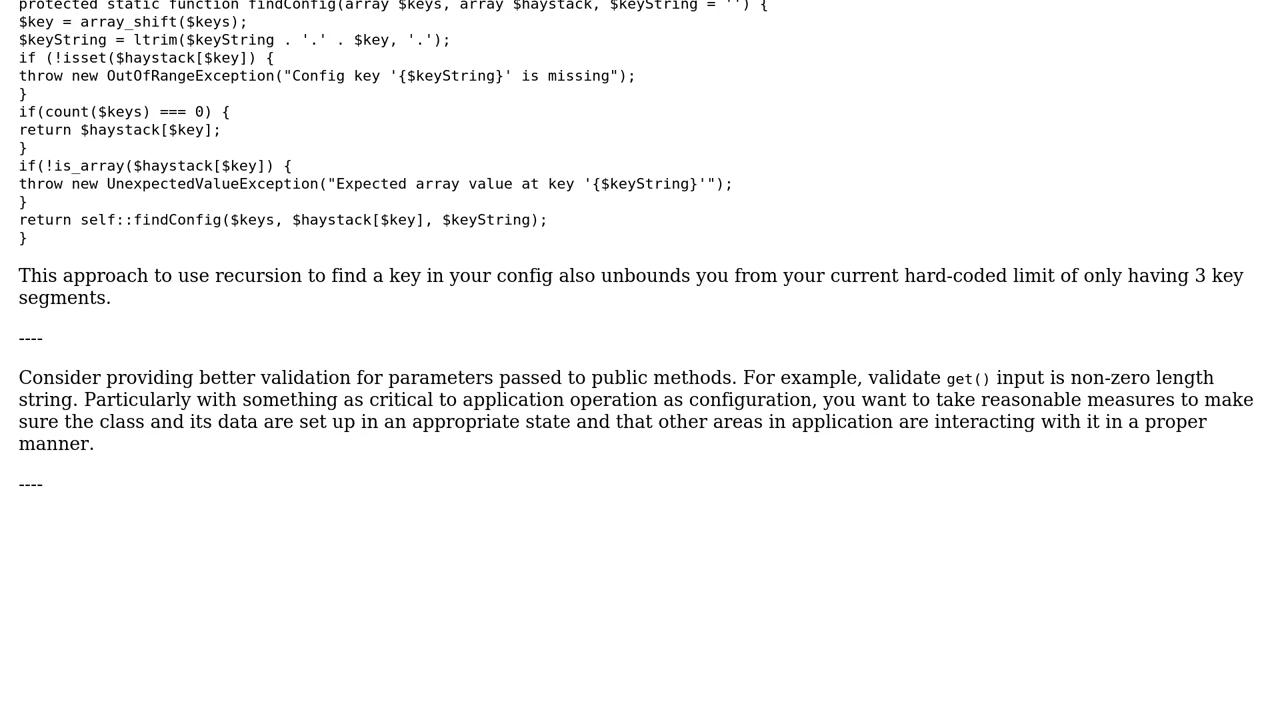 protected static function findConfig(array $keys, array $haystack, $keyString = '') {
$key = array_shift($keys);
$keyString = ltrim($keyString . '.' . $key, '.');
if (!isset($haystack[$key]) {
throw new OutOfRangeException("Config key '{$keyString}' is missing");
}
if(count($keys) === 0) {
return $haystack[$key];
}
if(!is_array($haystack[$key]) {
throw new UnexpectedValueException("Expected array value at key '{$keyString}'");
}
return self::findConfig($keys, $haystack[$key], $keyString);
}
This approach to use recursion to find a key in your config also unbounds you from your current hard-coded limit of only having 3 key
segments.
----
Consider providing better validation for parameters passed to public methods. For example, validate get() input is non-zero length
string. Particularly with something as critical to application operation as configuration, you want to take reasonable measures to make
sure the class and its data are set up in an appropriate state and that other areas in application are interacting with it in a proper
manner.
----